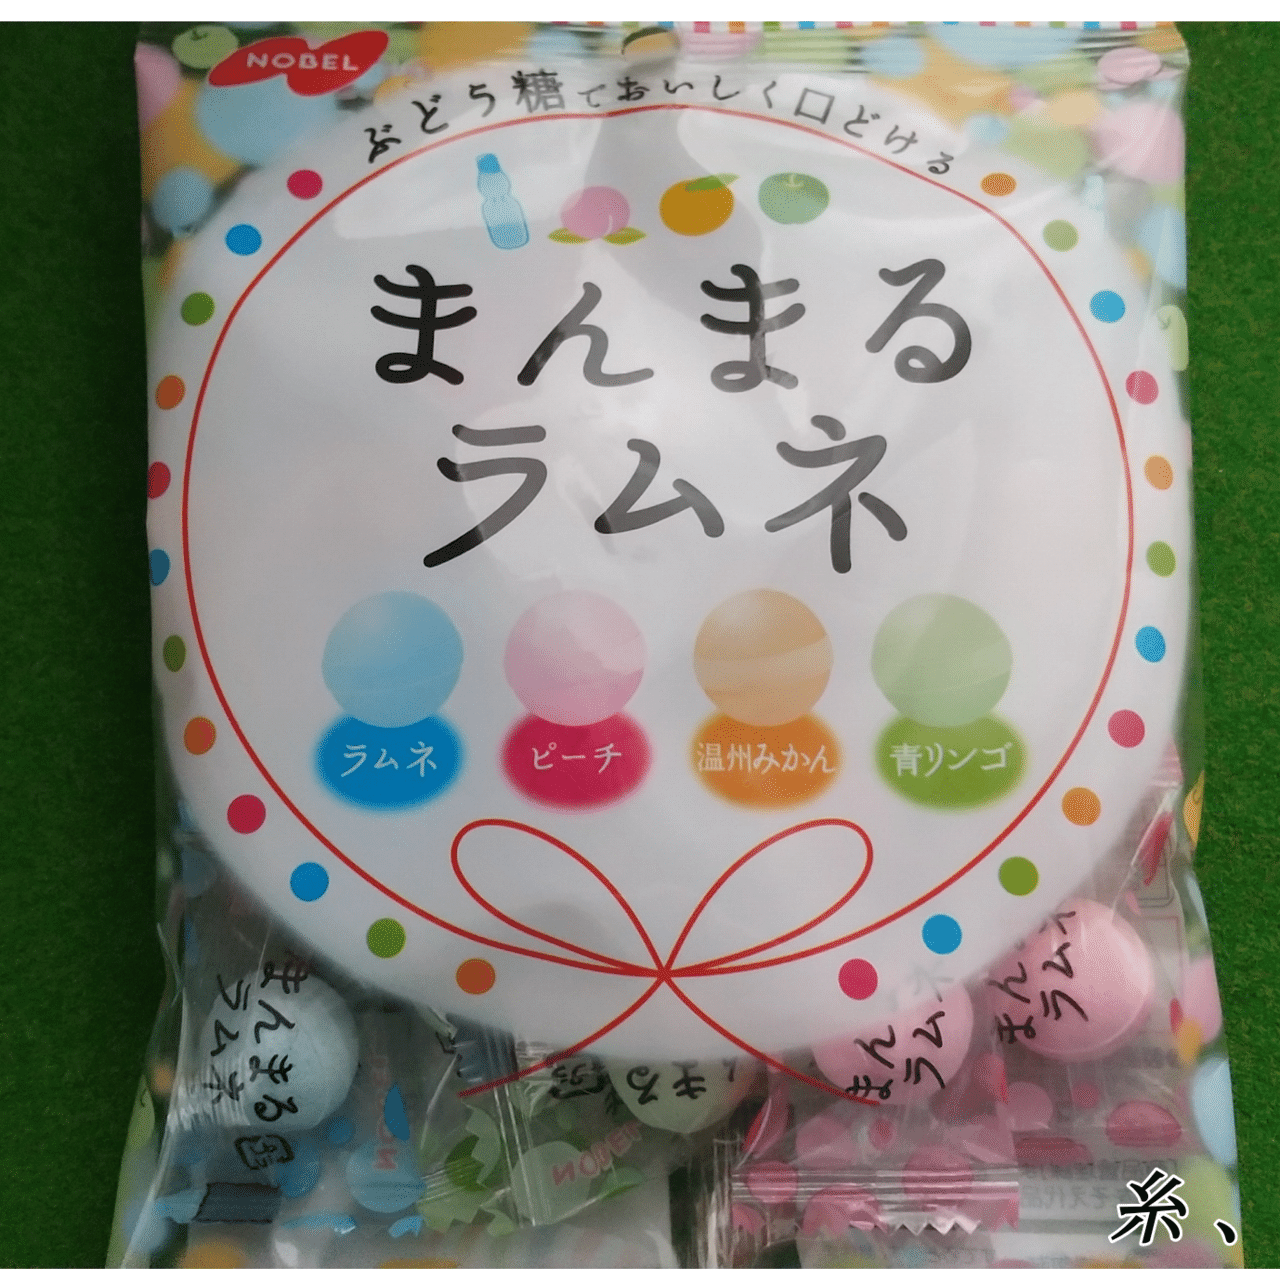 NOBEL
ぶどう糖でおいしく口どける
まんまる
ラムネ
ラムネ
ピーチ
温州みかん
青リンゴ
まんまる
ラムネ
まる
まん
ラムネ
まん
ラムネ
NOBEL
糸、